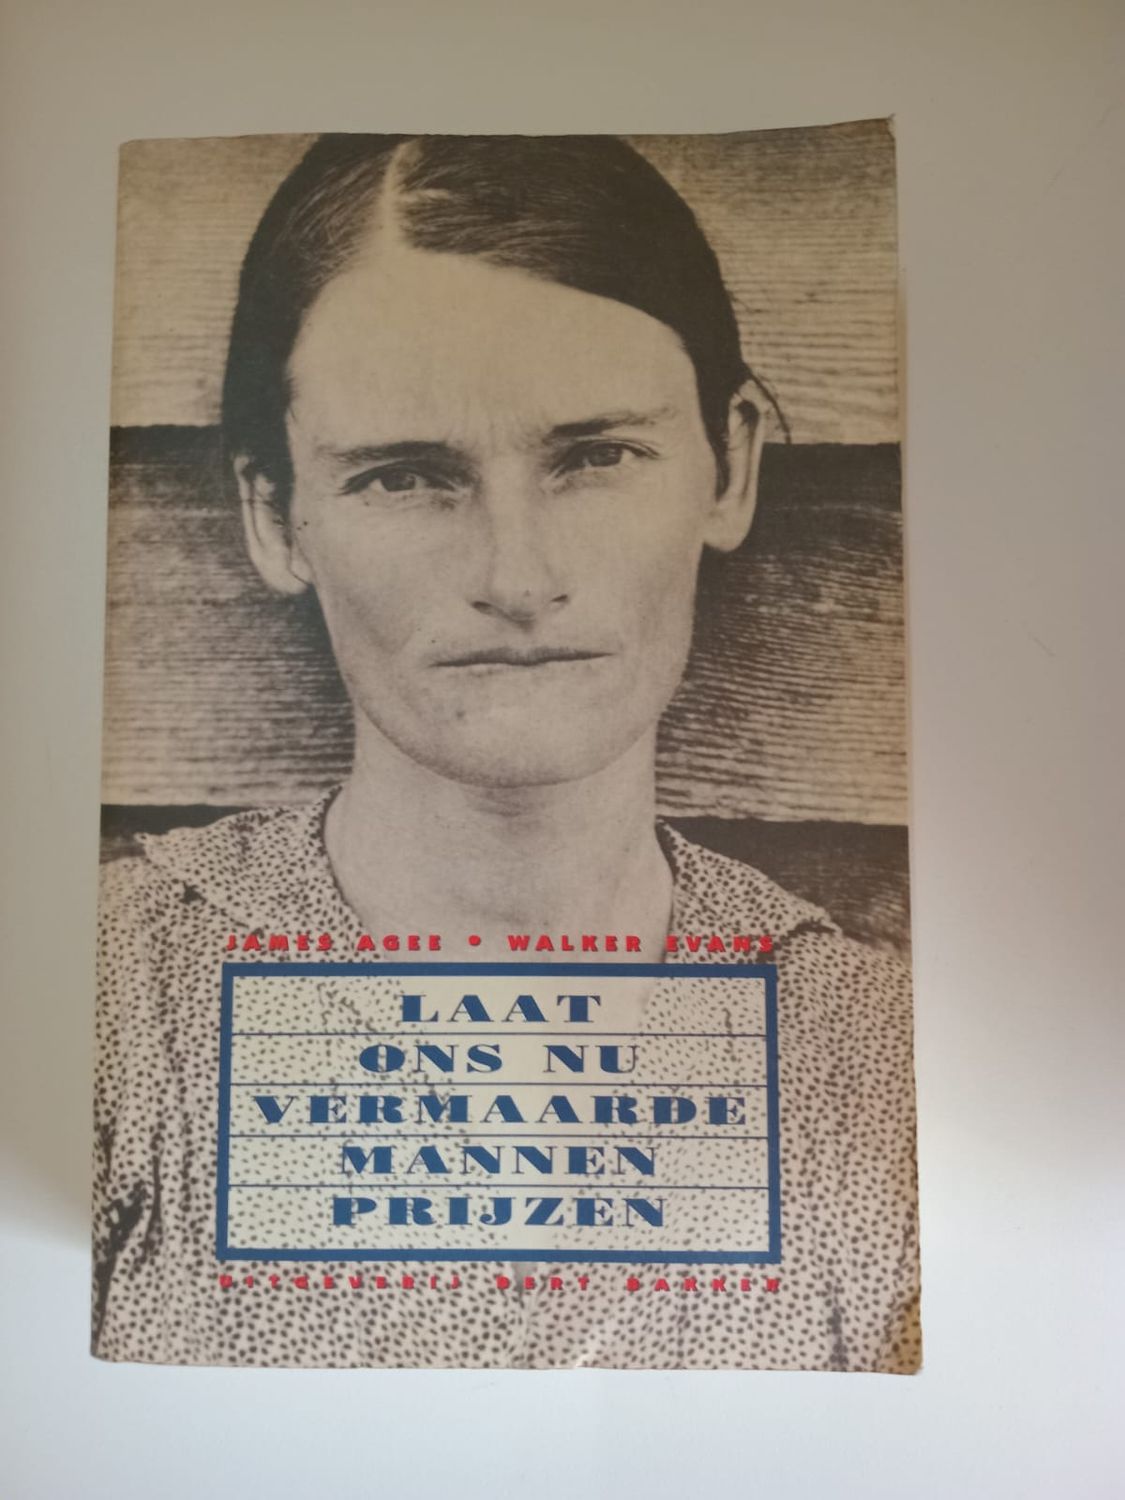 JAMES AGEE • WALKER EVANS
LAAT
ONS NU
VERMAARDE
MANNEN
PRIJZEN
UITGEVERIJ BERT BAKKER